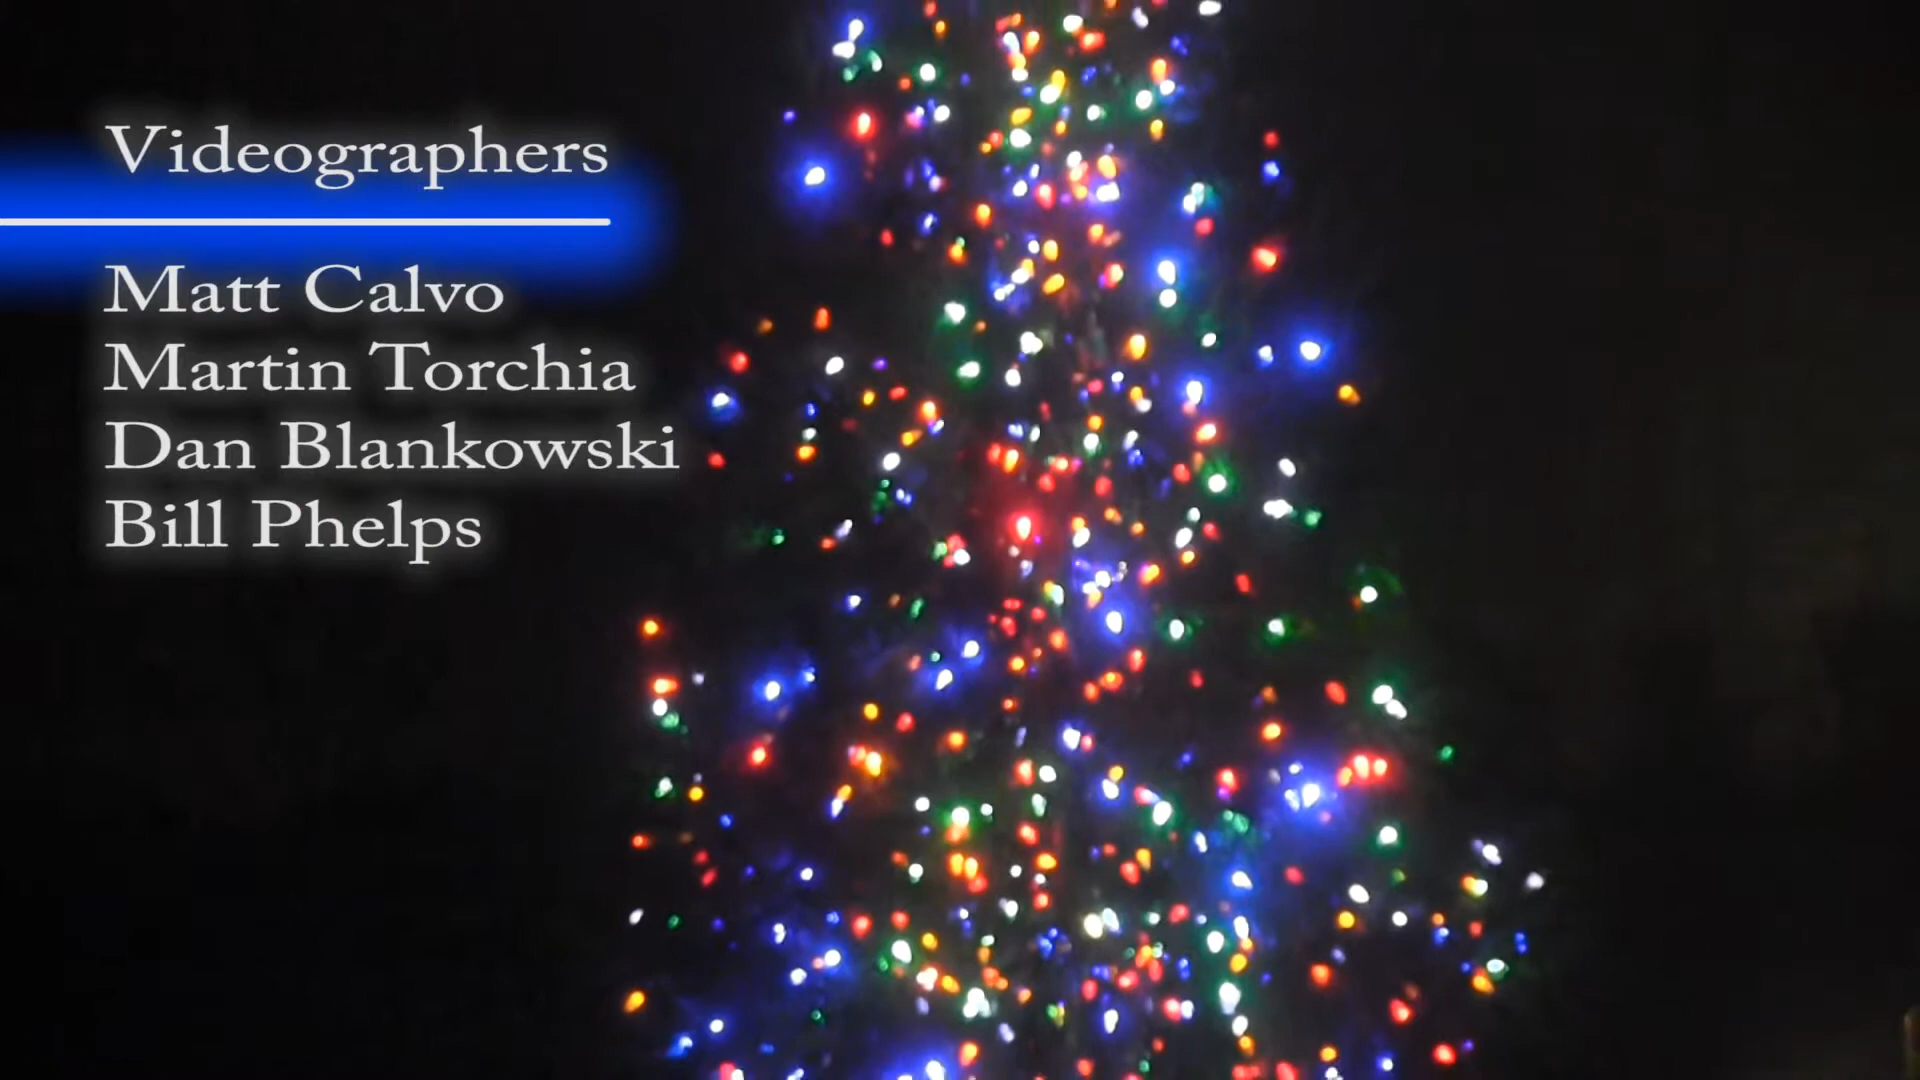 Videographers
Matt Calvo
Martin Torchia
Dan Blankowski
Bill Phelps